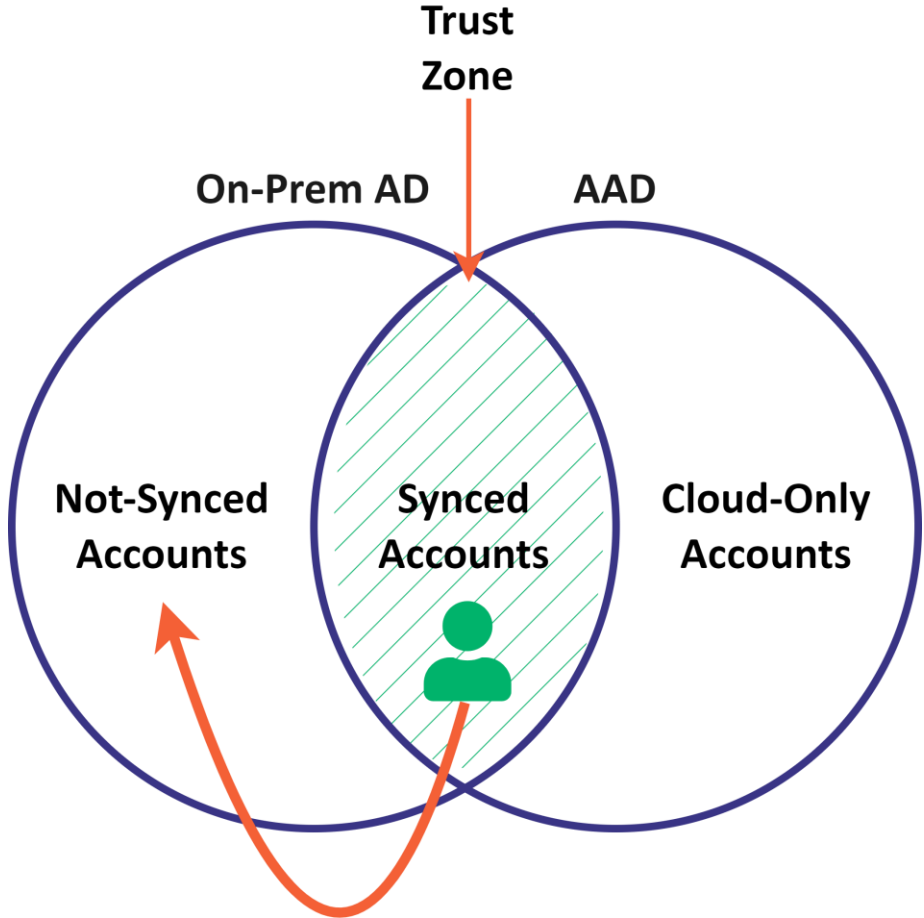 Trust
Zone
On-Prem AD
AAD
Not-Synced
Accounts
Synced
Accounts
Cloud-Only
Accounts